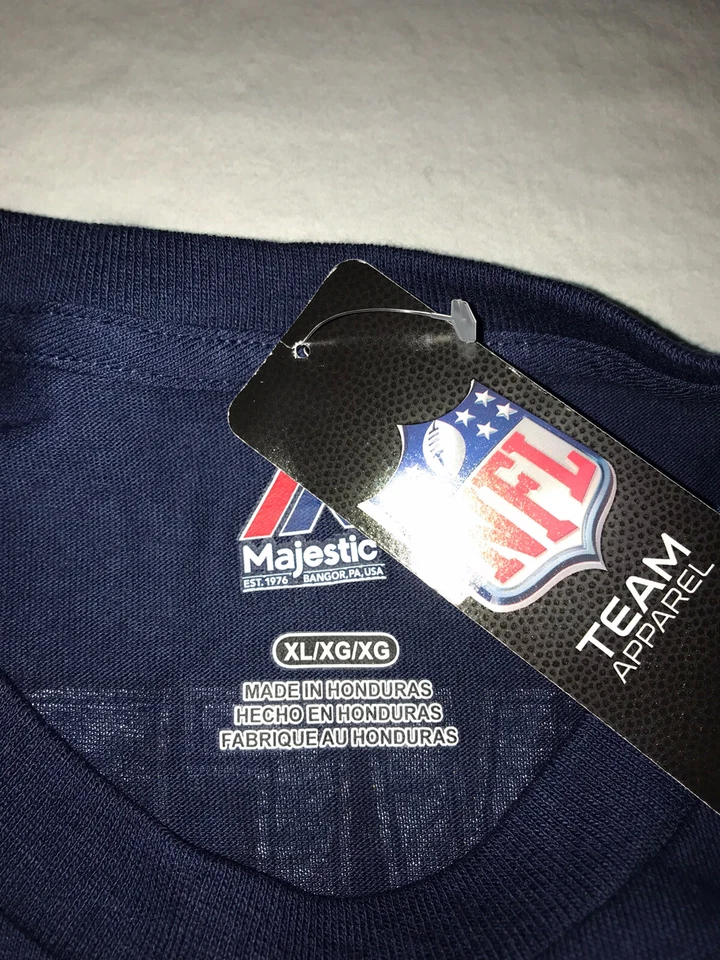 NFL
TEAM
APPAREL
Majestic
EST. 1976 BANGOR, PA, USA
XL/XG/XG
MADE IN HONDURAS
HECHO EN HONDURAS
FABRIQUE AU HONDURAS